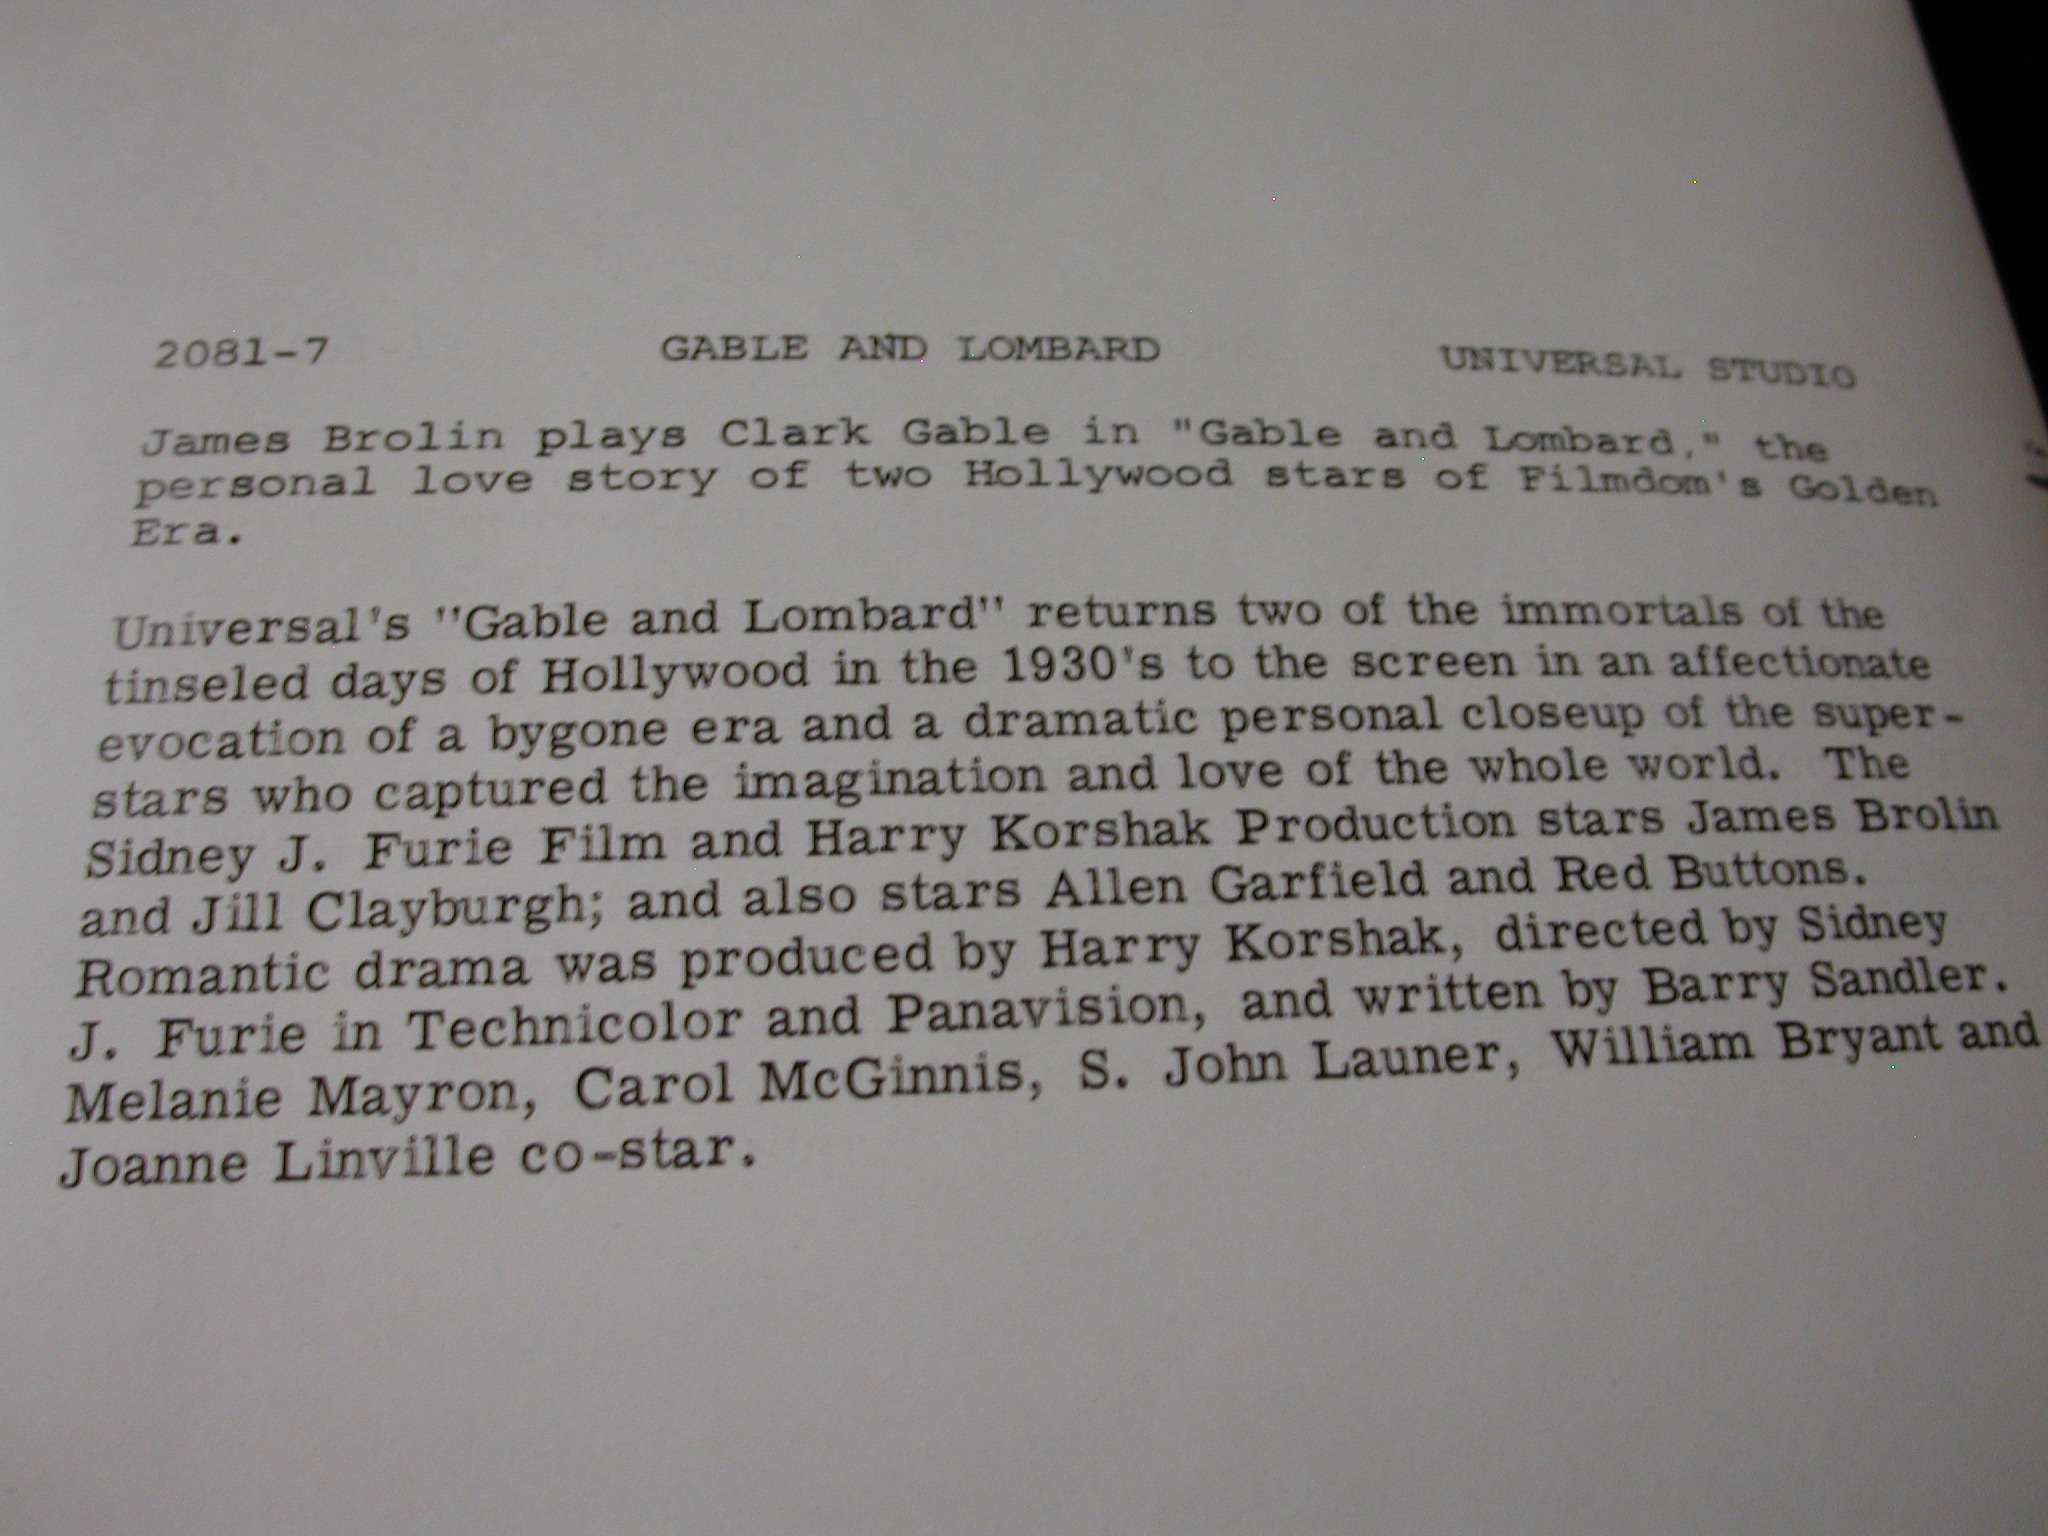 2081-7 GABLE AND LOMBARD UNIVERSAL STUDIO
James Brolin plays Clark Gable in "Gable and Lombard," the
personal love story of two Hollywood stars of Filmdom's Golden
Era.
Universal's "Gable and Lombard" returns two of the immortals of the
tinseled days of Hollywood in the 1930's to the screen in an affectionate
evocation of a bygone era and a dramatic personal closeup of the super-
stars who captured the imagination and love of the whole world. The
Sidney J. Furie Film and Harry Korshak Production stars James Brolin
and Jill Clayburgh; and also stars Allen Garfield and Red Buttons.
Romantic drama was produced by Harry Korshak, directed by Sidney
J. Furie in Technicolor and Panavision, and written by Barry Sandler.
Melanie Mayron, Carol McGinnis, S. John Launer, William Bryant and
Joanne Linville co-star.